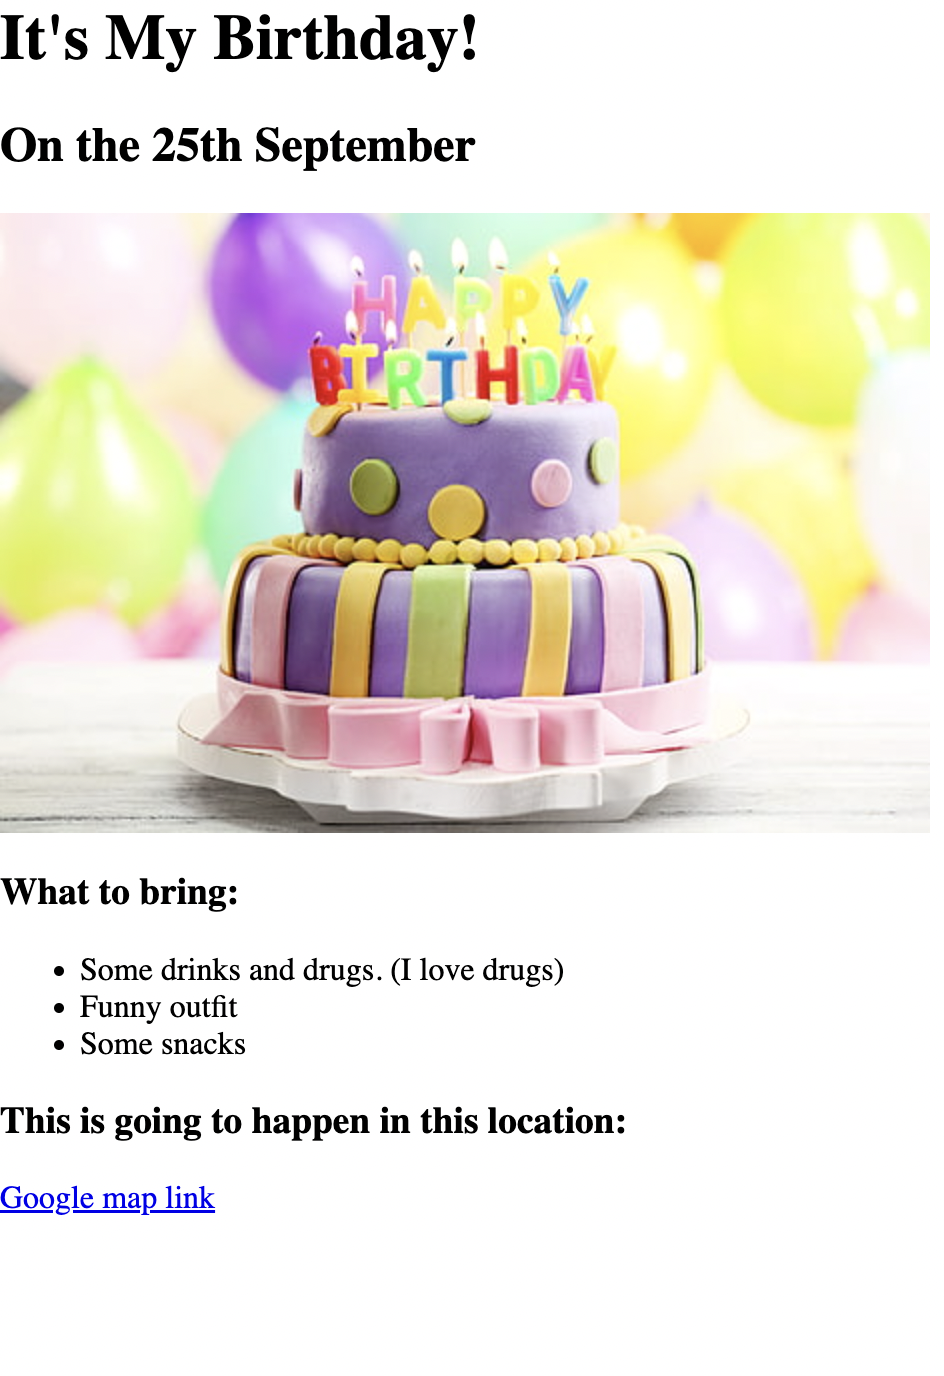 It's My Birthday!
On the 25th September
HAPPY
BIRTHDAY
What to bring:
Some drinks and drugs. (I love drugs)
Funny outfit
Some snacks
This is going to happen in this location:
Google map link